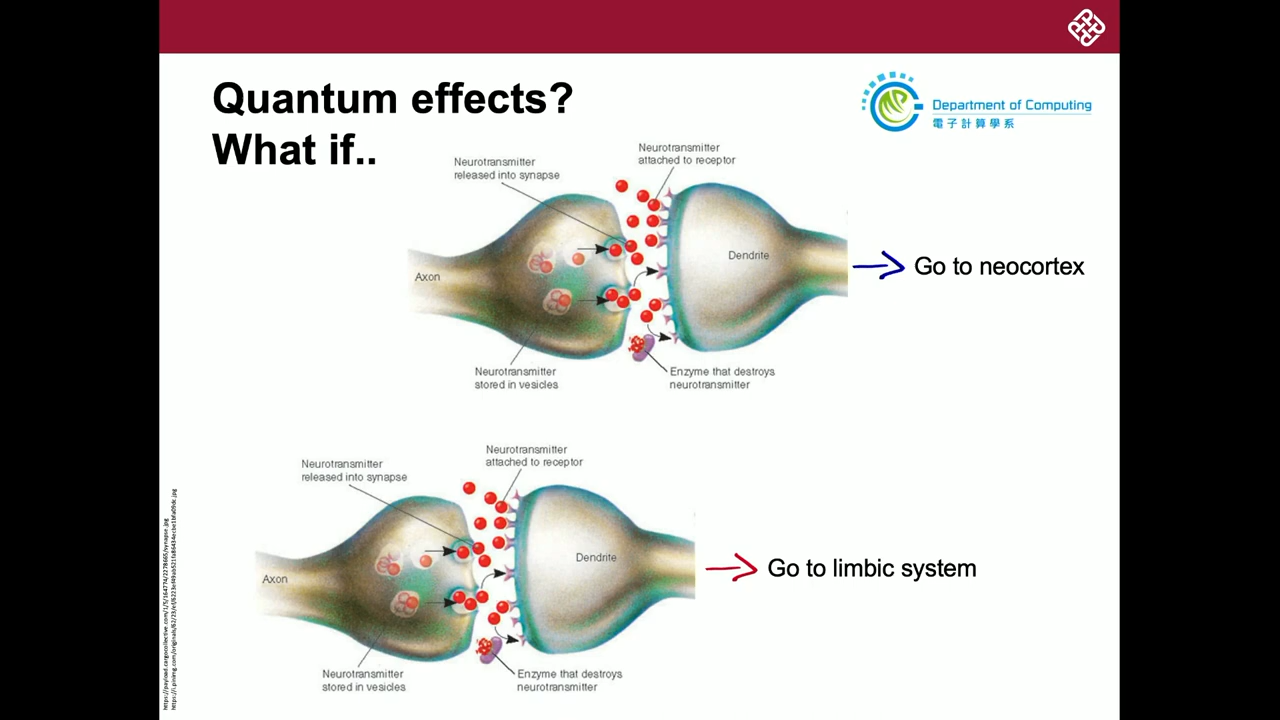 Quantum effects?
What if..
Department of Computing
電子計算學系
Neurotransmitter
released into synapse
Neurotransmitter
attached to receptor
Axon
Dendrite
Go to neocortex
Neurotransmitter
stored in vesicles
Enzyme that destroys
neurotransmitter
Neurotransmitter
released into synapse
Neurotransmitter
attached to receptor
Axon
Dendrite
Go to limbic system
Neurotransmitter
stored in vesicles
Enzyme that destroys
neurotransmitter